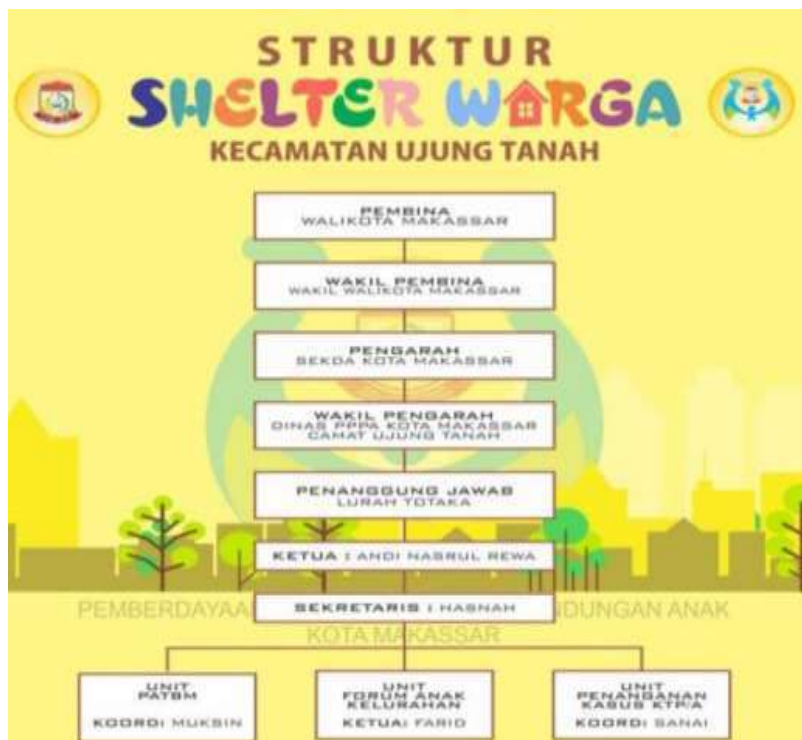 STRUKTUR
SHELTER WARGA
KECAMATAN UJUNG TANAH
PEMBINA
WALIKOTA MAKASSAR
WAKIL PEMBINA
WAKIL WALIKOTA MAKASSAR
PENGARAH
SEKDA KOTA MAKASSAR
WAKIL PENGARAH
DINAS PPPA KOTA MAKASSAR
CAMAT UJUNG TANAH
PENANGGUNG JAWAB
LURAH TOTAKA
KETUA : ANDI NASRUL REWA
SEKRETARIS : HASNAH
PEMBERDAYAA NDUNGAN ANAK
KOTA MAKASSAR
UNIT
PATBM
KOORD: MUKSIN
UNIT
FORUM ANAK
KELURAHAN
KETUA: FARID
UNIT
PENANGANAN
KASUS KTP/A
KOORD: SANAI